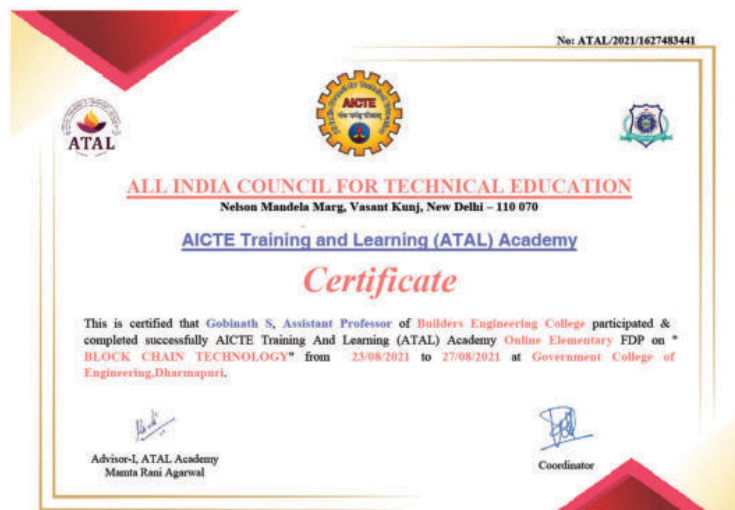 No: ATAL/2021/1627483441
ATAL
AICTE
ALL INDIA COUNCIL FOR TECHNICAL EDUCATION
Nelson Mandela Marg, Vasant Kunj, New Delhi – 110 070
AICTE Training and Learning (ATAL) Academy
Certificate
This is certified that Gobinath S, Assistant Professor of Builders Engineering College participated &
completed successfully AICTE Training And Learning (ATAL) Academy Online Elementary FDP on "
BLOCK CHAIN TECHNOLOGY" from 23/08/2021 to 27/08/2021 at Government College of
Engineering,Dharmapuri.
Advisor-I, ATAL Academy
Mamta Rani Agarwal
Coordinator